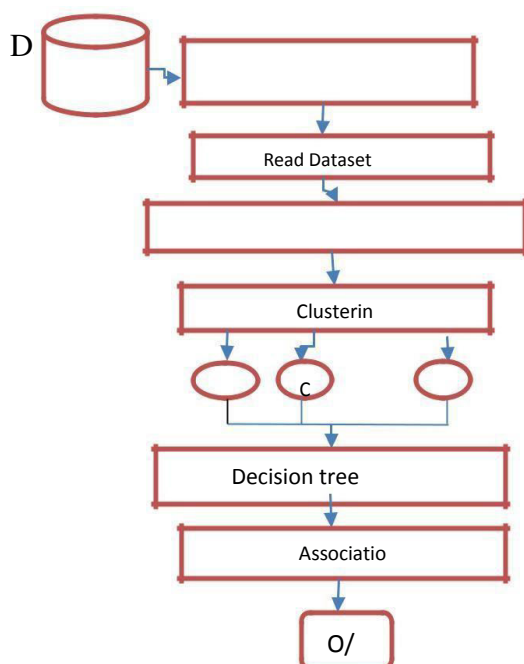 D
Read Dataset
Clusterin
C
Decision tree
Associatio
O/